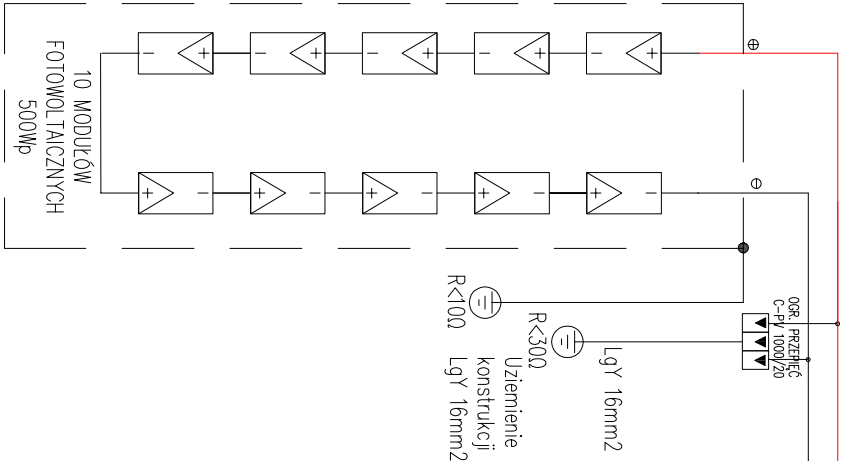 + − + − + − + − + −
⊕
10 MODUŁÓW
FOTOWOLTAICZNYCH
500Wp
+ − + − + − + − + −
⊖
OGR. PRZEPIĘĆ
C-PV 1000/20
R<10Ω
R<30Ω
LgY 16mm2
Uziemienie
konstrukcji
LgY 16mm2